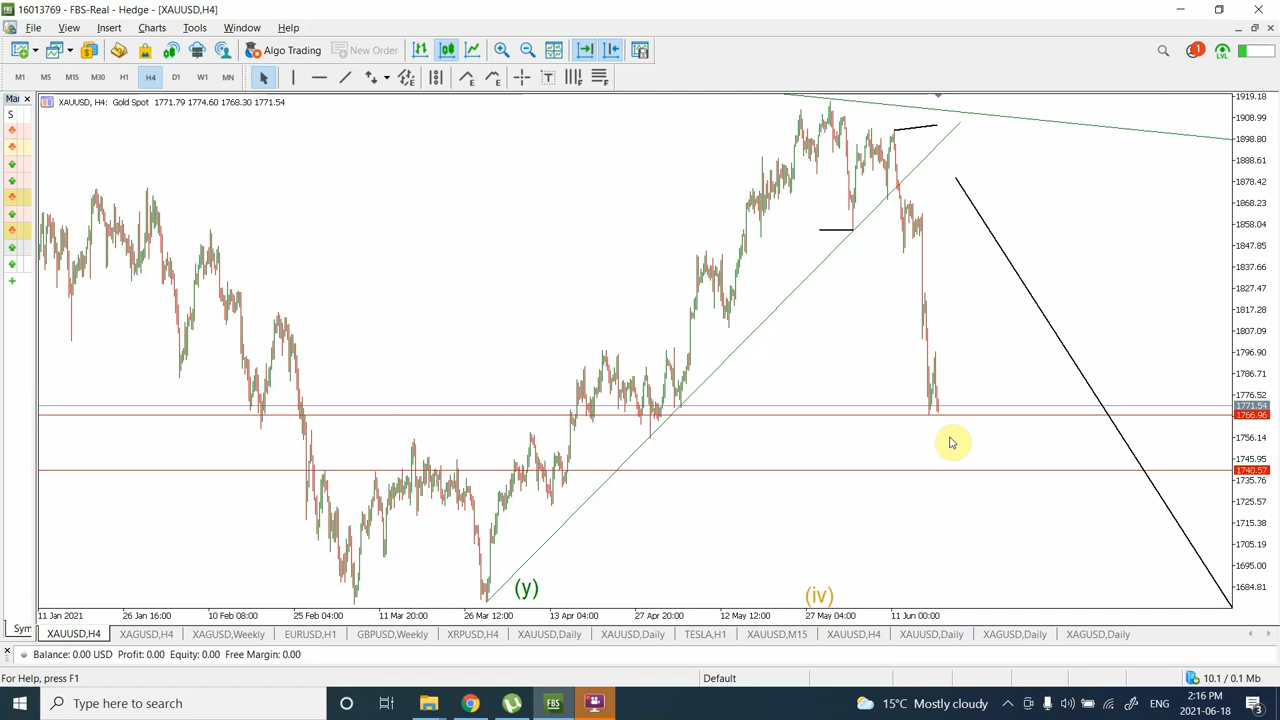 16013769 - FBS-Real - Hedge - [XAUUSD,H4]
File View Insert Charts Tools Window Help
Algo Trading New Order 1 LVL
M1 M5 M15 M30 H1 H4 D1 W1 MN
S
XAUUSD, H4: Gold Spot 1771.79 1774.60 1768.30 1771.54
1919.18
1908.99
1898.80
1888.61
1878.42
1868.23
1858.04
1847.85
1837.66
1827.47
1817.28
1807.09
1796.90
1786.71
1776.52
1771.54
1766.96
1756.14
1745.95
1740.57
1735.76
1725.57
1715.38
1705.19
1695.00
1684.81
(y) (iv)
11 Jan 2021 26 Jan 16:00 10 Feb 08:00 25 Feb 04:00 11 Mar 20:00 26 Mar 12:00 13 Apr 04:00 27 Apr 20:00 12 May 12:00 27 May 04:00 11 Jun 00:00
XAUUSD,H4 XAGUSD,H4 XAGUSD,Weekly EURUSD,H1 GBPUSD,Weekly XRPUSD,H4 XAUUSD,Daily XAUUSD,Daily TESLA,H1 XAUUSD,M15 XAUUSD,H4 XAUUSD,Daily XAGUSD,Daily XAGUSD,Daily
Balance: 0.00 USD Profit: 0.00 Equity: 0.00 Free Margin: 0.00
For Help, press F1 Default 10.1 / 0.1 Mb
Type here to search FBS 15°C Mostly cloudy ENG 2:16 PM
2021-06-18 3